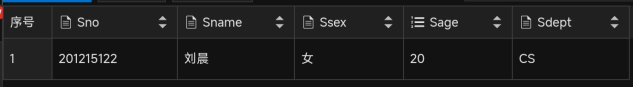 序号 Sno Sname Ssex Sage Sdept
1 201215122 刘晨 女 20 CS